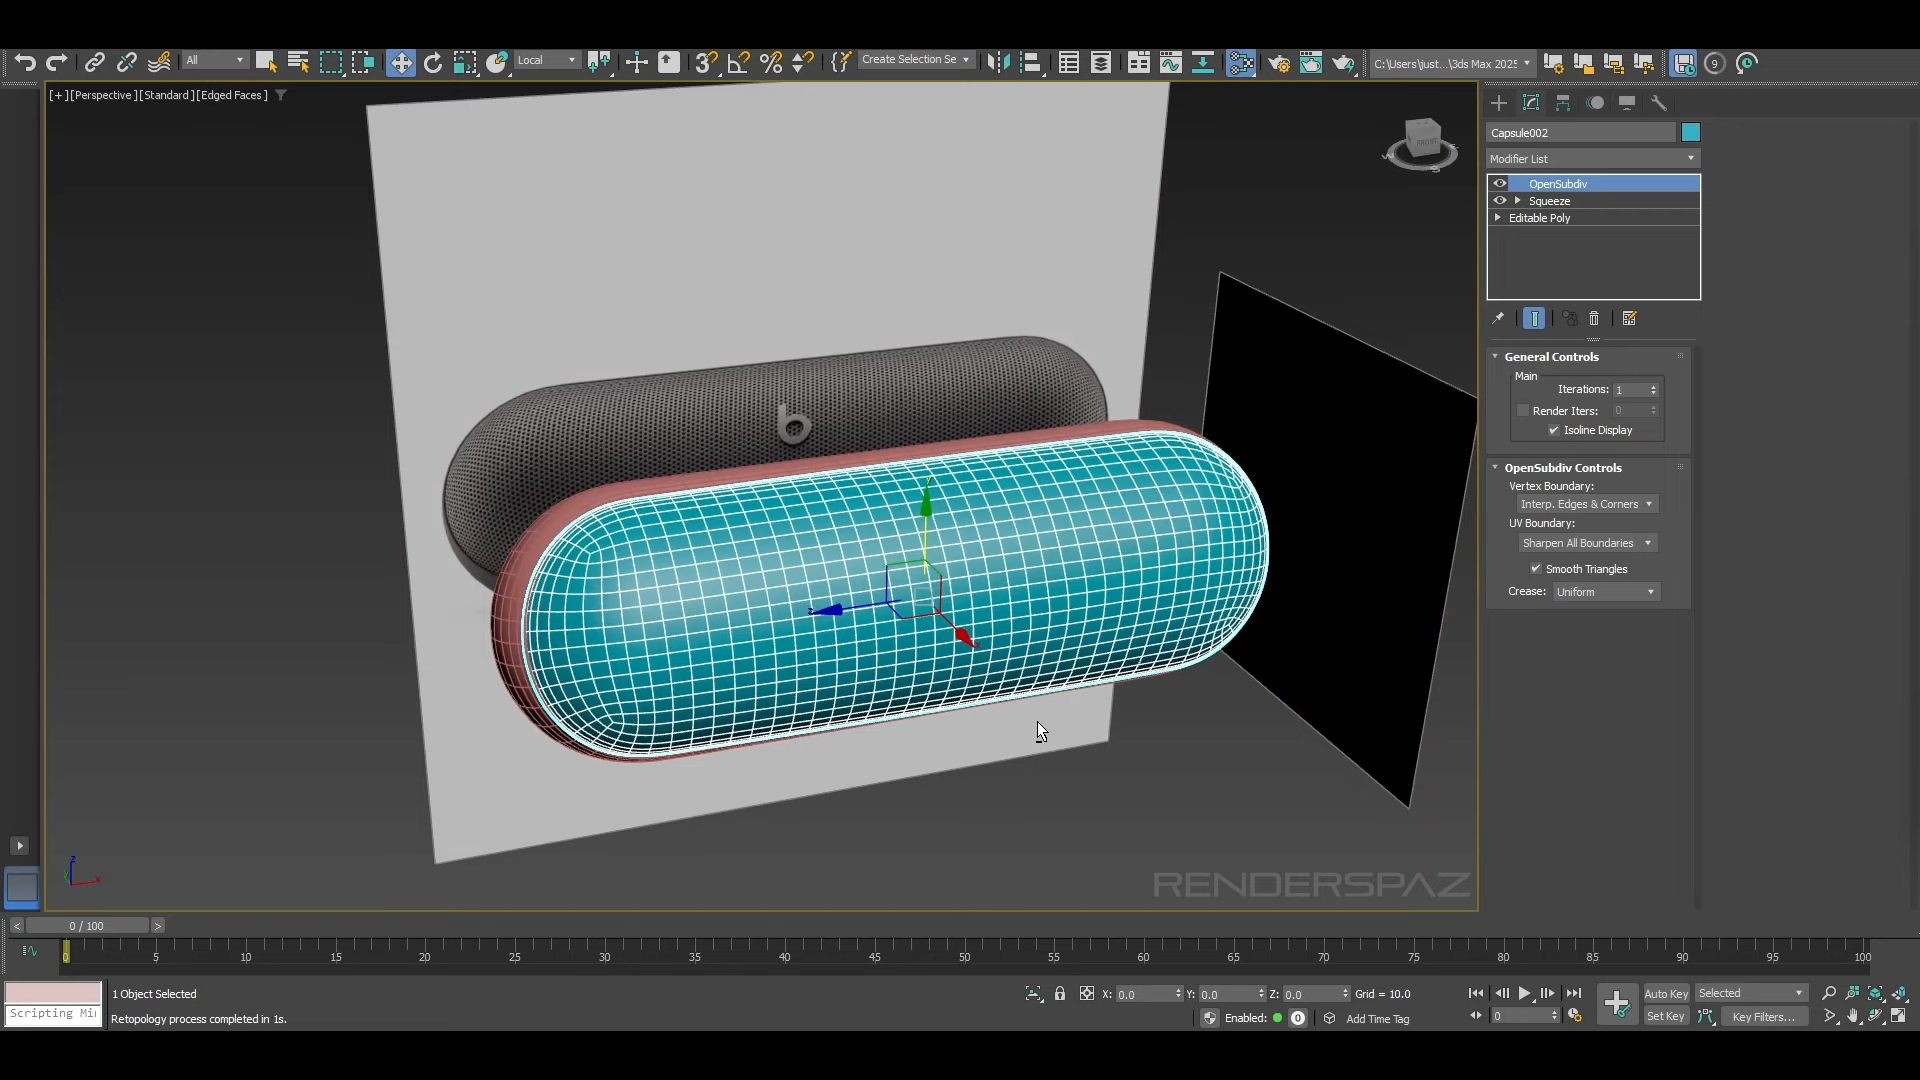 All
Local
3
Create Selection Se
C:\Users\just...\3ds Max 2025
9
[+][Perspective][Standard][Edged Faces]
FRONT
W
S
Capsule002
Modifier List
OpenSubdiv
Squeeze
Editable Poly
General Controls
Main
Iterations: 1
Render Iters: 0
Isoline Display
OpenSubdiv Controls
Vertex Boundary:
Interp. Edges & Corners
UV Boundary:
Sharpen All Boundaries
Smooth Triangles
Crease: Uniform
b
y
z
z
x
RENDERSPAZ
< 0 / 100 >
0 5 10 15 20 25 30 35 40 45 50 55 60 65 70 75 80 85 90 95 100
1 Object Selected
X: 0.0 Y: 0.0 Z: 0.0 Grid = 10.0
Auto Key Selected
Scripting Mi
Retopology process completed in 1s.
Enabled: 0 Add Time Tag
0
Set Key Key Filters...